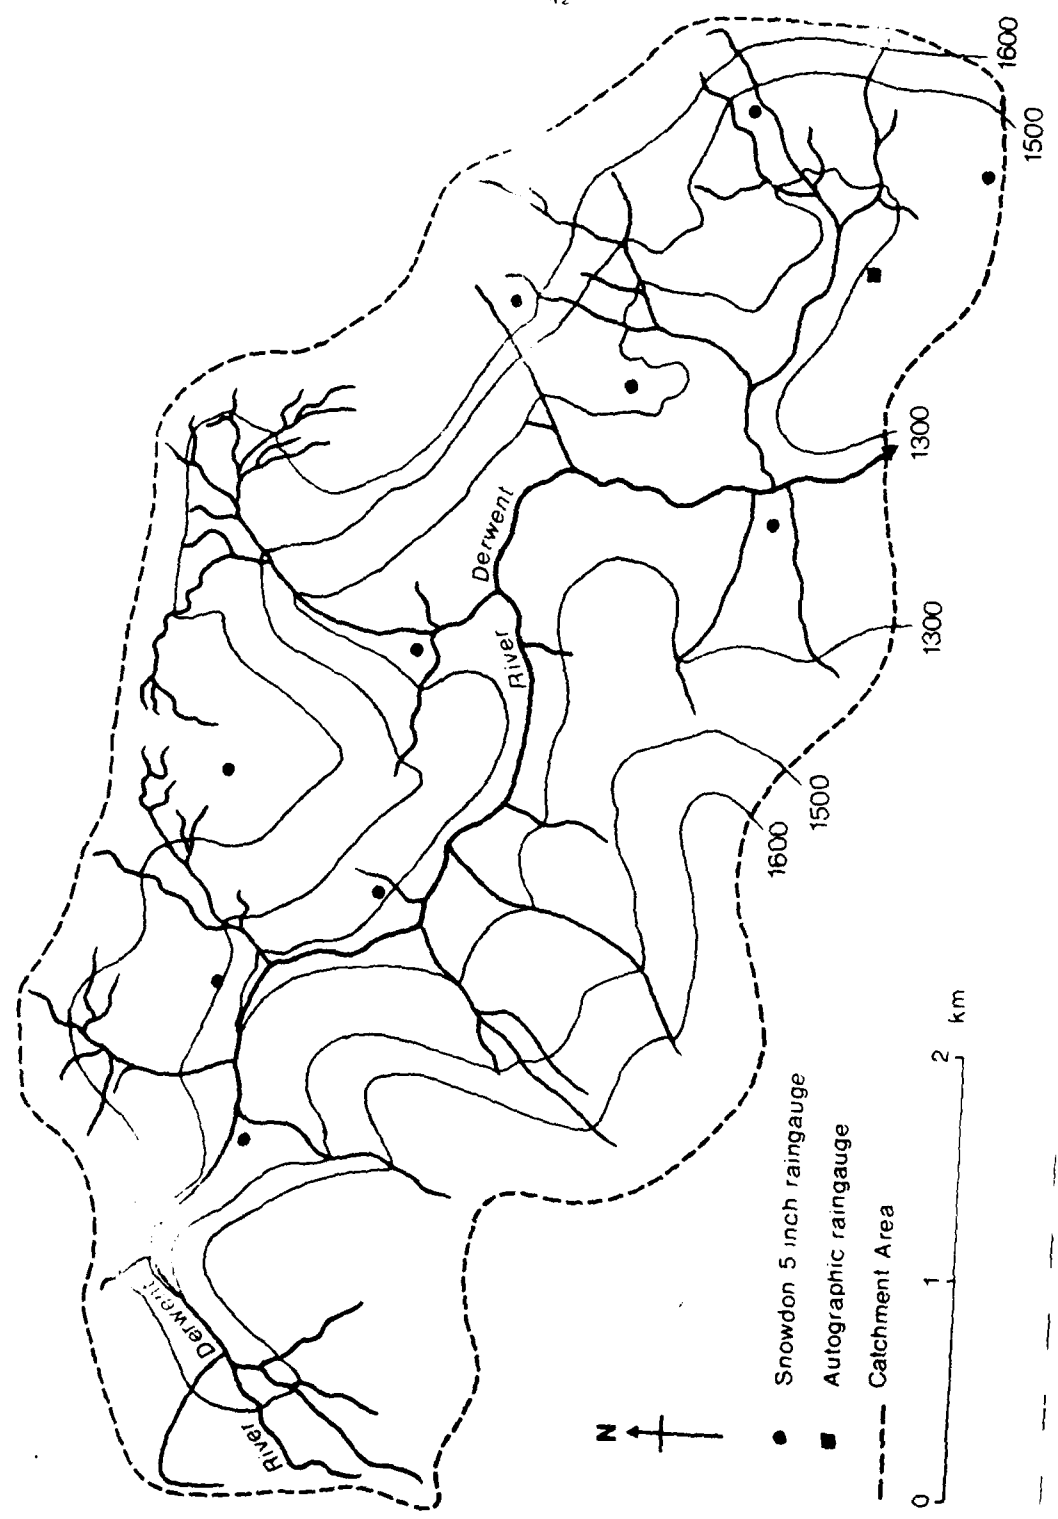 River Derwent
River Derwent
1600
1500
1300
1300
1500
1600
N
Snowdon 5 inch raingauge
Autographic raingauge
Catchment Area
0 1 2 km